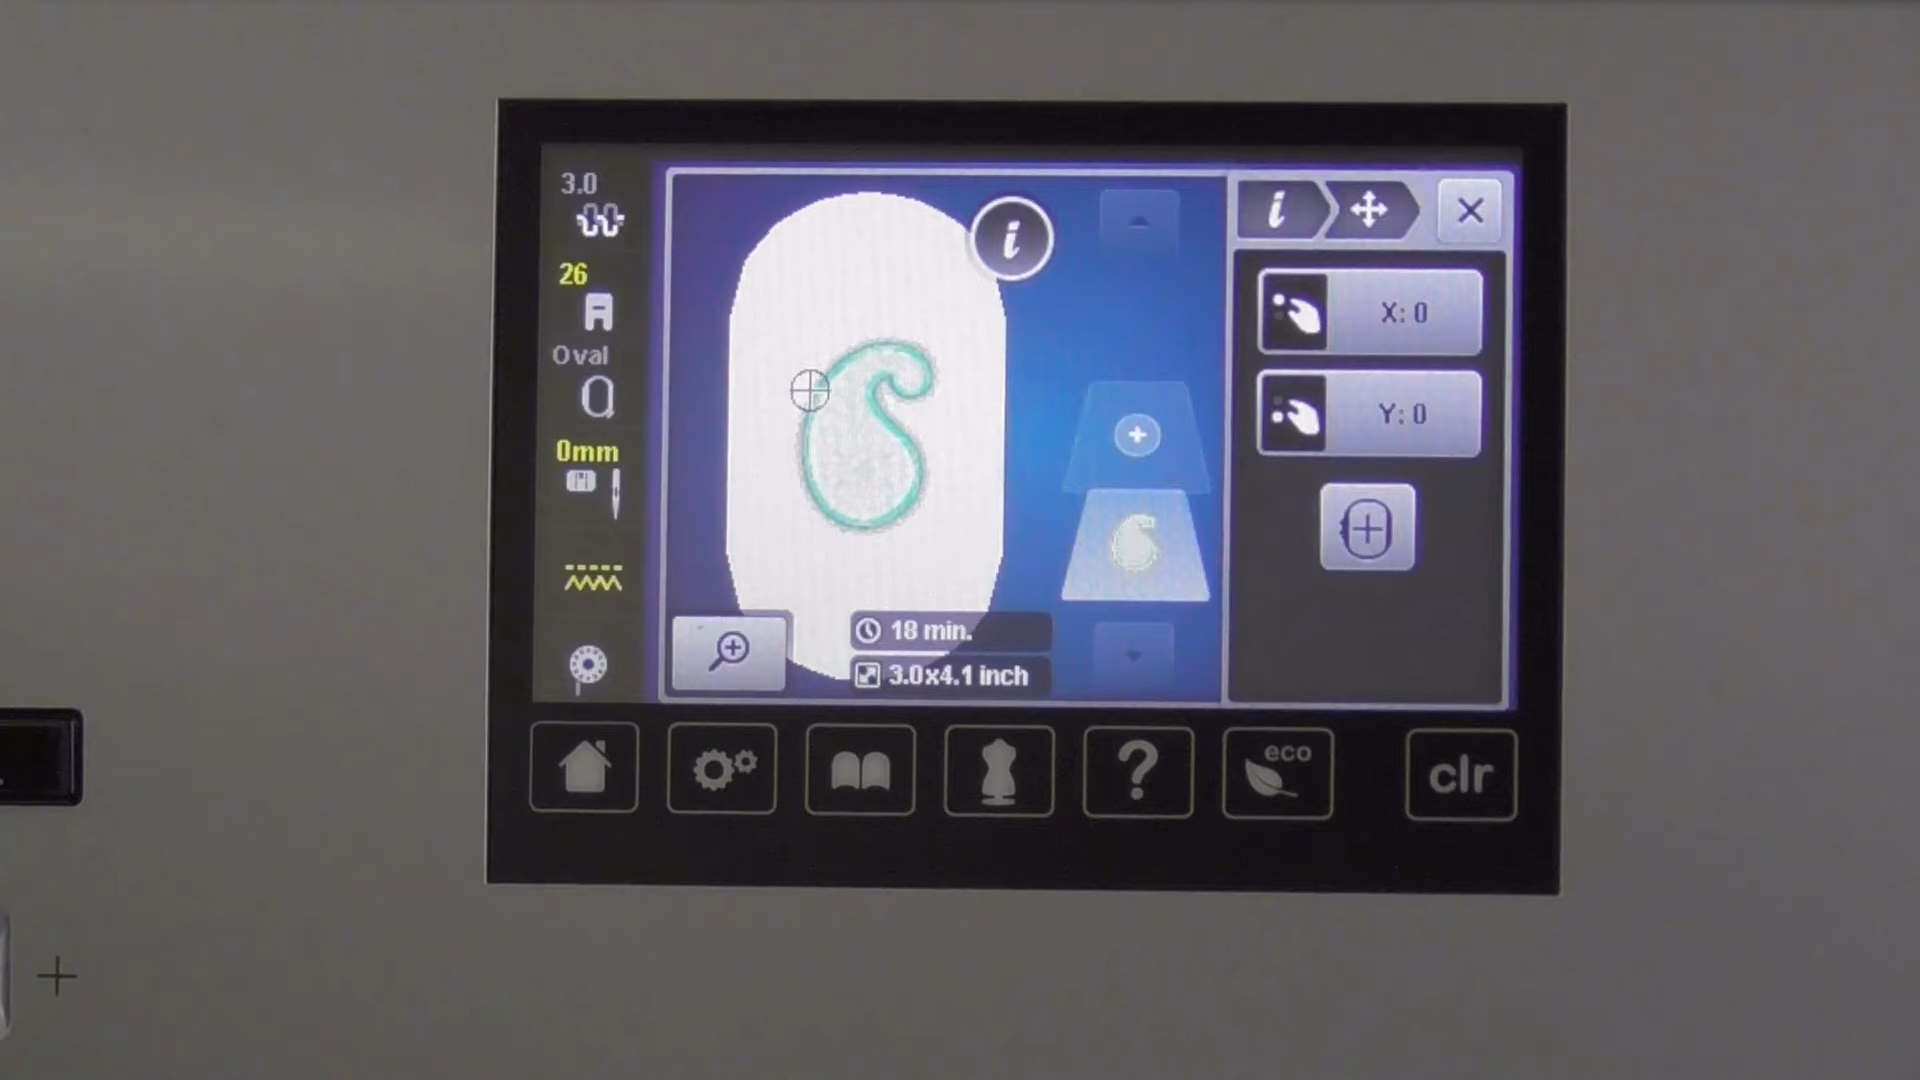 3.0
26
Oval
0mm
i
18 min.
3.0x4.1 inch
i
X: 0
Y: 0
?
eco
clr